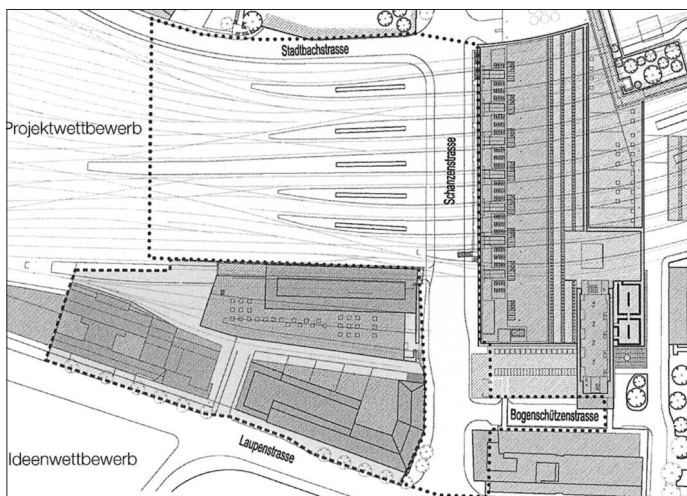 Stadtbachstrasse
Projektwettbewerb
Schanzenstrasse
Bogenschützenstrasse
Laupenstrasse
Ideenwettbewerb